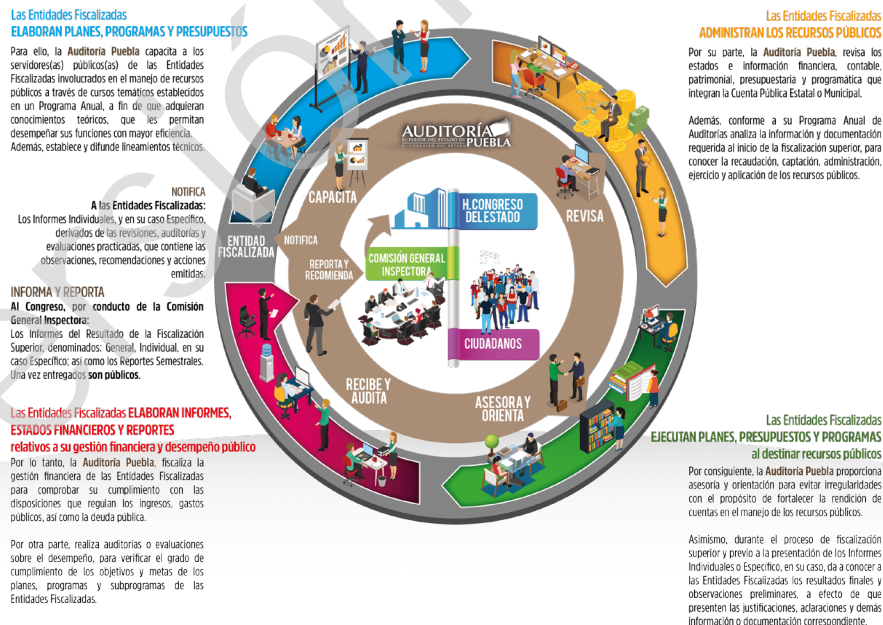 Las Entidades Fiscalizadas
ELABORAN PLANES, PROGRAMAS Y PRESUPUESTOS
Para ello, la Auditoría Puebla capacita a los
servidores(as) públicos(as) de las Entidades
Fiscalizadas involucrados en el manejo de recursos
públicos a través de cursos temáticos establecidos
en un Programa Anual, a fin de que adquieran
conocimientos teóricos, que les permitan
desempeñar sus funciones con mayor eficiencia.
Además, establece y difunde lineamientos técnicos.
NOTIFICA
A las Entidades Fiscalizadas:
Los Informes Individuales, y en su caso Específico,
derivados de las revisiones, auditorías y
evaluaciones practicadas, que contiene las
observaciones, recomendaciones y acciones
emitidas.
INFORMA Y REPORTA
Al Congreso, por conducto de la Comisión
General Inspectora:
Los Informes del Resultado de la Fiscalización
Superior, denominados: General, Individual, en su
caso Específico; así como los Reportes Semestrales.
Una vez entregados son públicos.
Las Entidades Fiscalizadas ELABORAN INFORMES,
ESTADOS FINANCIEROS Y REPORTES
relativos a su gestión financiera y desempeño público
Por lo tanto, la Auditoría Puebla, fiscaliza la
gestión financiera de las Entidades Fiscalizadas
para comprobar su cumplimiento con las
disposiciones que regulan los ingresos, gastos
públicos, así como la deuda pública.
Por otra parte, realiza auditorías o evaluaciones
sobre el desempeño, para verificar el grado de
cumplimiento de los objetivos y metas de los
planes, programas y subprogramas de las
Entidades Fiscalizadas.
AUDITORÍA
SUPERIOR DEL ESTADO DE
PUEBLA
CAPACITA
REVISA
ENTIDAD
FISCALIZADA
NOTIFICA
REPORTA Y
RECOMIENDA
H.CONGRESO
DEL ESTADO
COMISIÓN GENERAL
INSPECTORA
CIUDADANOS
RECIBE Y
AUDITA
ASESORA Y
ORIENTA
Las Entidades Fiscalizadas
ADMINISTRAN LOS RECURSOS PÚBLICOS
Por su parte, la Auditoría Puebla, revisa los
estados e información financiera, contable,
patrimonial, presupuestaria y programática que
integran la Cuenta Pública Estatal o Municipal.
Además, conforme a su Programa Anual de
Auditorías analiza la información y documentación
requerida al inicio de la fiscalización superior, para
conocer la recaudación, captación, administración,
ejercicio y aplicación de los recursos públicos.
Las Entidades Fiscalizadas
EJECUTAN PLANES, PRESUPUESTOS Y PROGRAMAS
al destinar recursos públicos
Por consiguiente, la Auditoría Puebla proporciona
asesoría y orientación para evitar irregularidades
con el propósito de fortalecer la rendición de
cuentas en el manejo de los recursos públicos.
Asimismo, durante el proceso de fiscalización
superior y previo a la presentación de los Informes
Individuales o Específico, en su caso, da a conocer a
las Entidades Fiscalizadas los resultados finales y
observaciones preliminares, a efecto de que
presenten las justificaciones, aclaraciones y demás
información o documentación correspondiente.